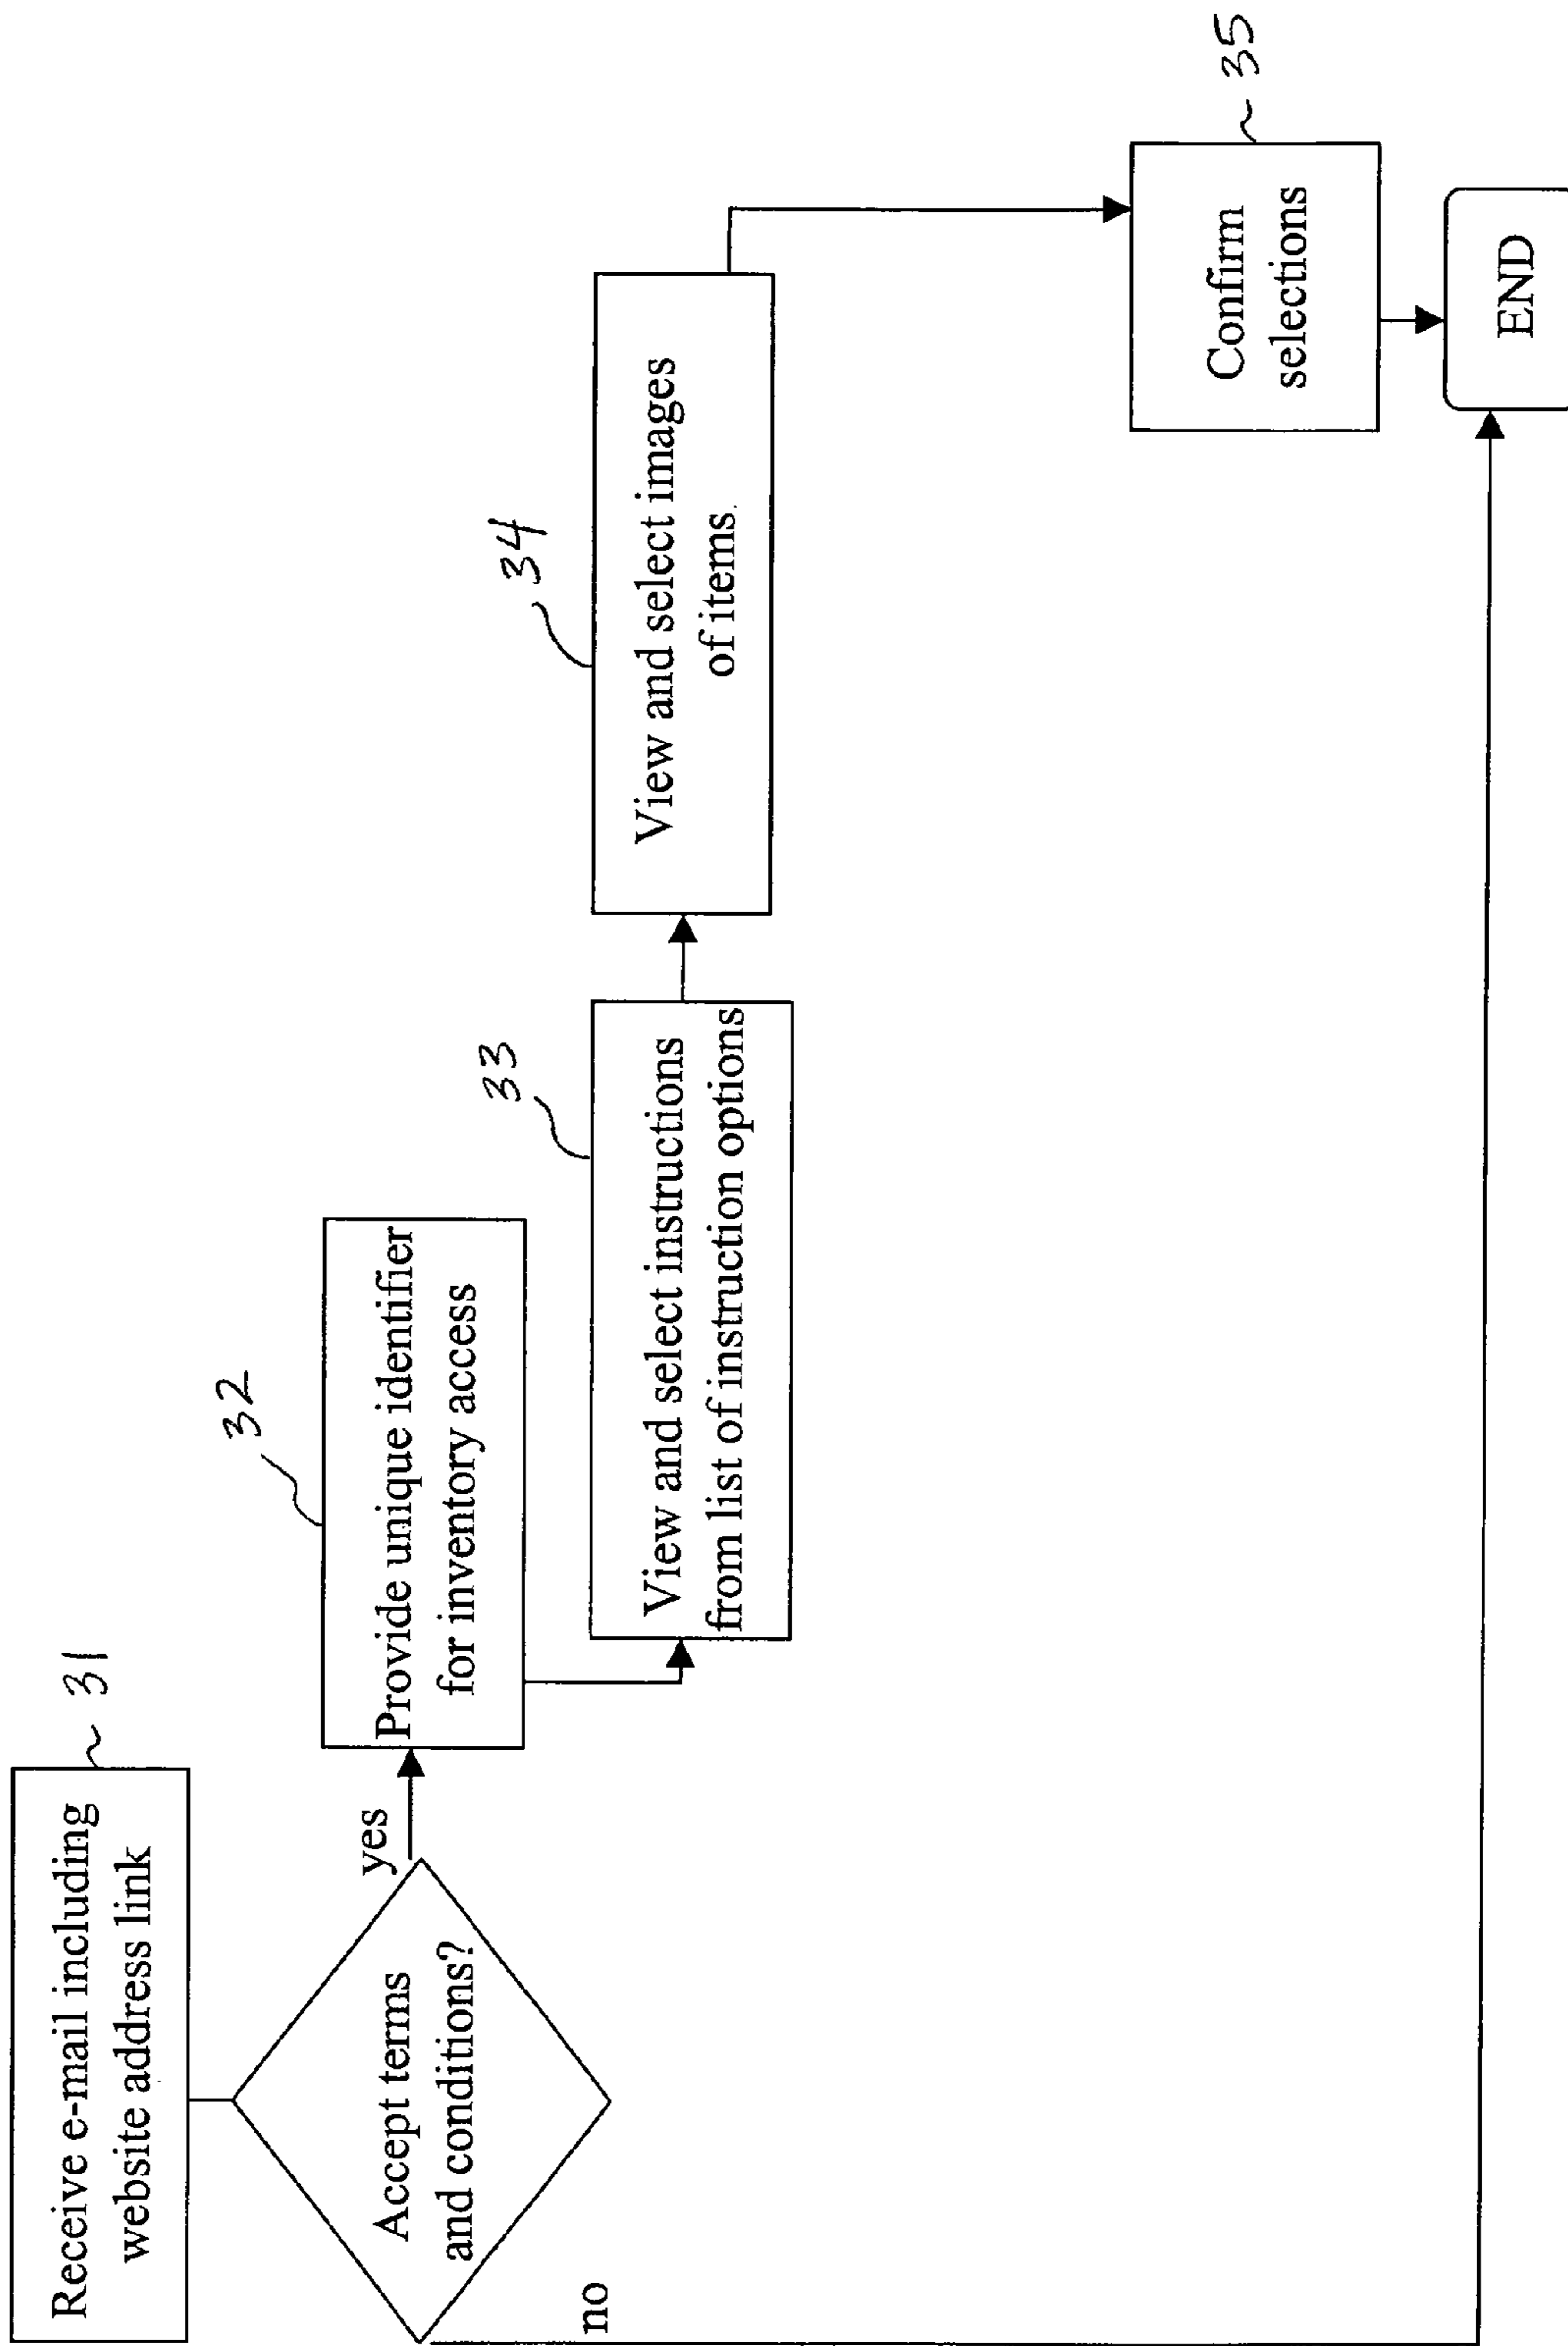 Receive e-mail including
website address link
31
Accept terms
and conditions?
yes
no
32
Provide unique identifier
for inventory access
33
View and select instructions
from list of instruction options
34
View and select images
of items
35
Confirm
selections
END